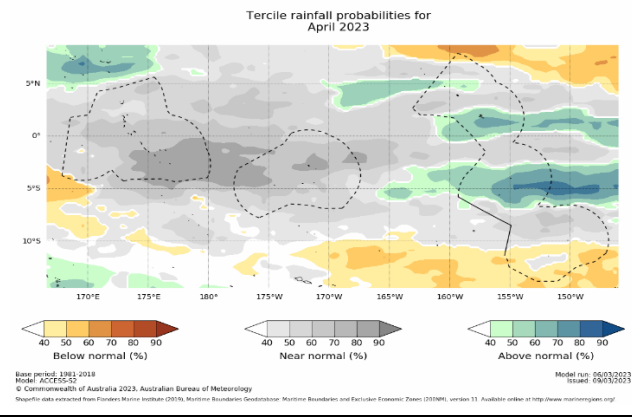 Tercile rainfall probabilities for
April 2023
5°N
0°
5°S
10°S
170°E 175°E 180° 175°W 170°W 165°W 160°W 155°W 150°W
40 50 60 70 80 90 40 50 60 70 80 90 40 50 60 70 80 90
Below normal (%) Near normal (%) Above normal (%)
Base period: 1981-2018 Model run: 06/03/2023
Model: ACCESS-S2 Issued: 09/03/2023
© Commonwealth of Australia 2023, Australian Bureau of Meteorology
Shapefile data extracted from Flanders Marine Institute (2019), Maritime Boundaries Geodatabase: Maritime Boundaries and Exclusive Economic Zones (200NM), version 11 Available online at http://www.marineregions.org/